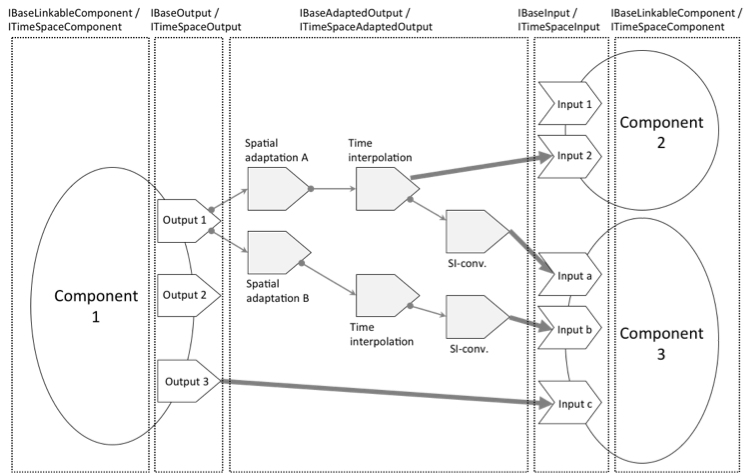 IBaseLinkableComponent /
ITimeSpaceComponent
IBaseOutput /
ITimeSpaceOutput
IBaseAdaptedOutput /
ITimeSpaceAdaptedOutput
IBaseInput /
ITimeSpaceInput
IBaseLinkableComponent /
ITimeSpaceComponent
Component
1
Output 1
Output 2
Output 3
Spatial
adaptation A
Time
interpolation
SI-conv.
Spatial
adaptation B
Time
interpolation
SI-conv.
Input 1
Input 2
Component
2
Input a
Input b
Input c
Component
3